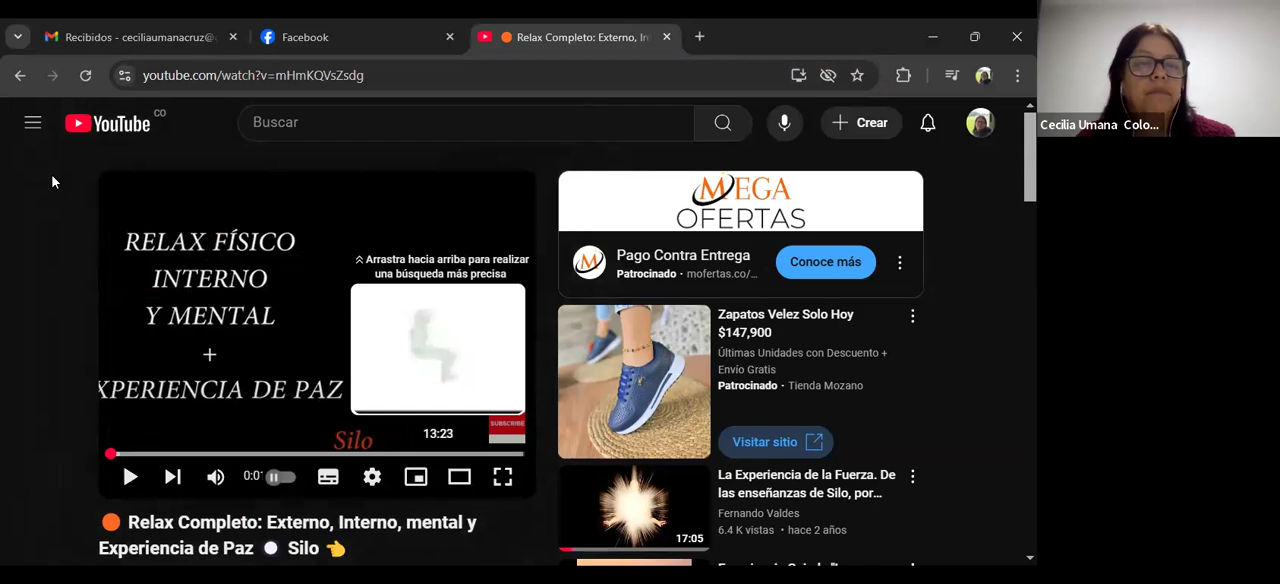 Recibidos - ceciliaumanacruz@
Facebook
Relax Completo: Externo, In
youtube.com/watch?v=mHmKQVsZsdg
YouTube CO
Buscar
Crear
Cecilia Umana Colo...
RELAX FÍSICO
INTERNO
Y MENTAL
+
XPERIENCIA DE PAZ
Silo
Arrastra hacia arriba para realizar
una búsqueda más precisa
13:23
SUBSCRIBE
0:01
Relax Completo: Externo, Interno, mental y
Experiencia de Paz Silo
MEGA
OFERTAS
Pago Contra Entrega
Patrocinado · mofertas.co/...
Conoce más
Zapatos Velez Solo Hoy
$147,900
Últimas Unidades con Descuento +
Envío Gratis
Patrocinado · Tienda Mozano
Visitar sitio
La Experiencia de la Fuerza. De
las enseñanzas de Silo, por...
Fernando Valdes
6.4 K vistas · hace 2 años
17:05